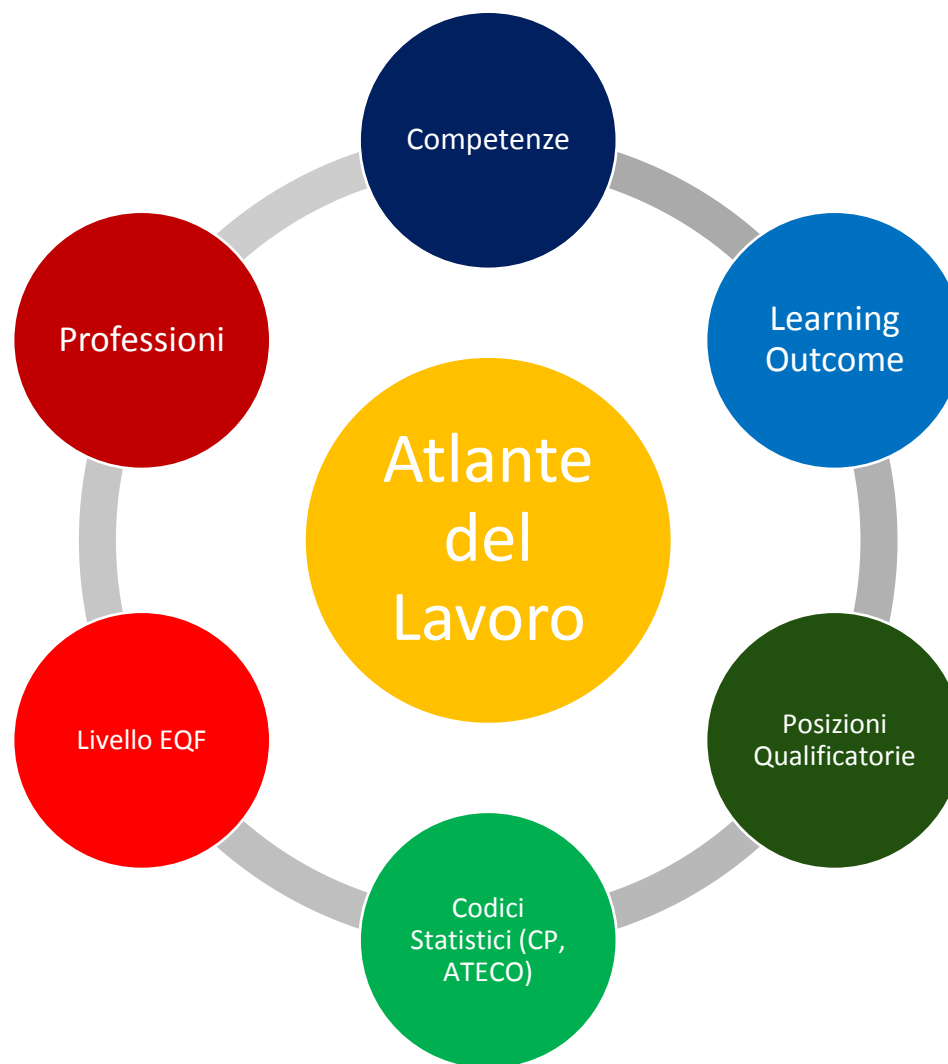 Competenze
Learning
Outcome
Professioni
Atlante
del
Lavoro
Posizioni
Qualificatorie
Livello EQF
Codici
Statistici (CP,
ATECO)